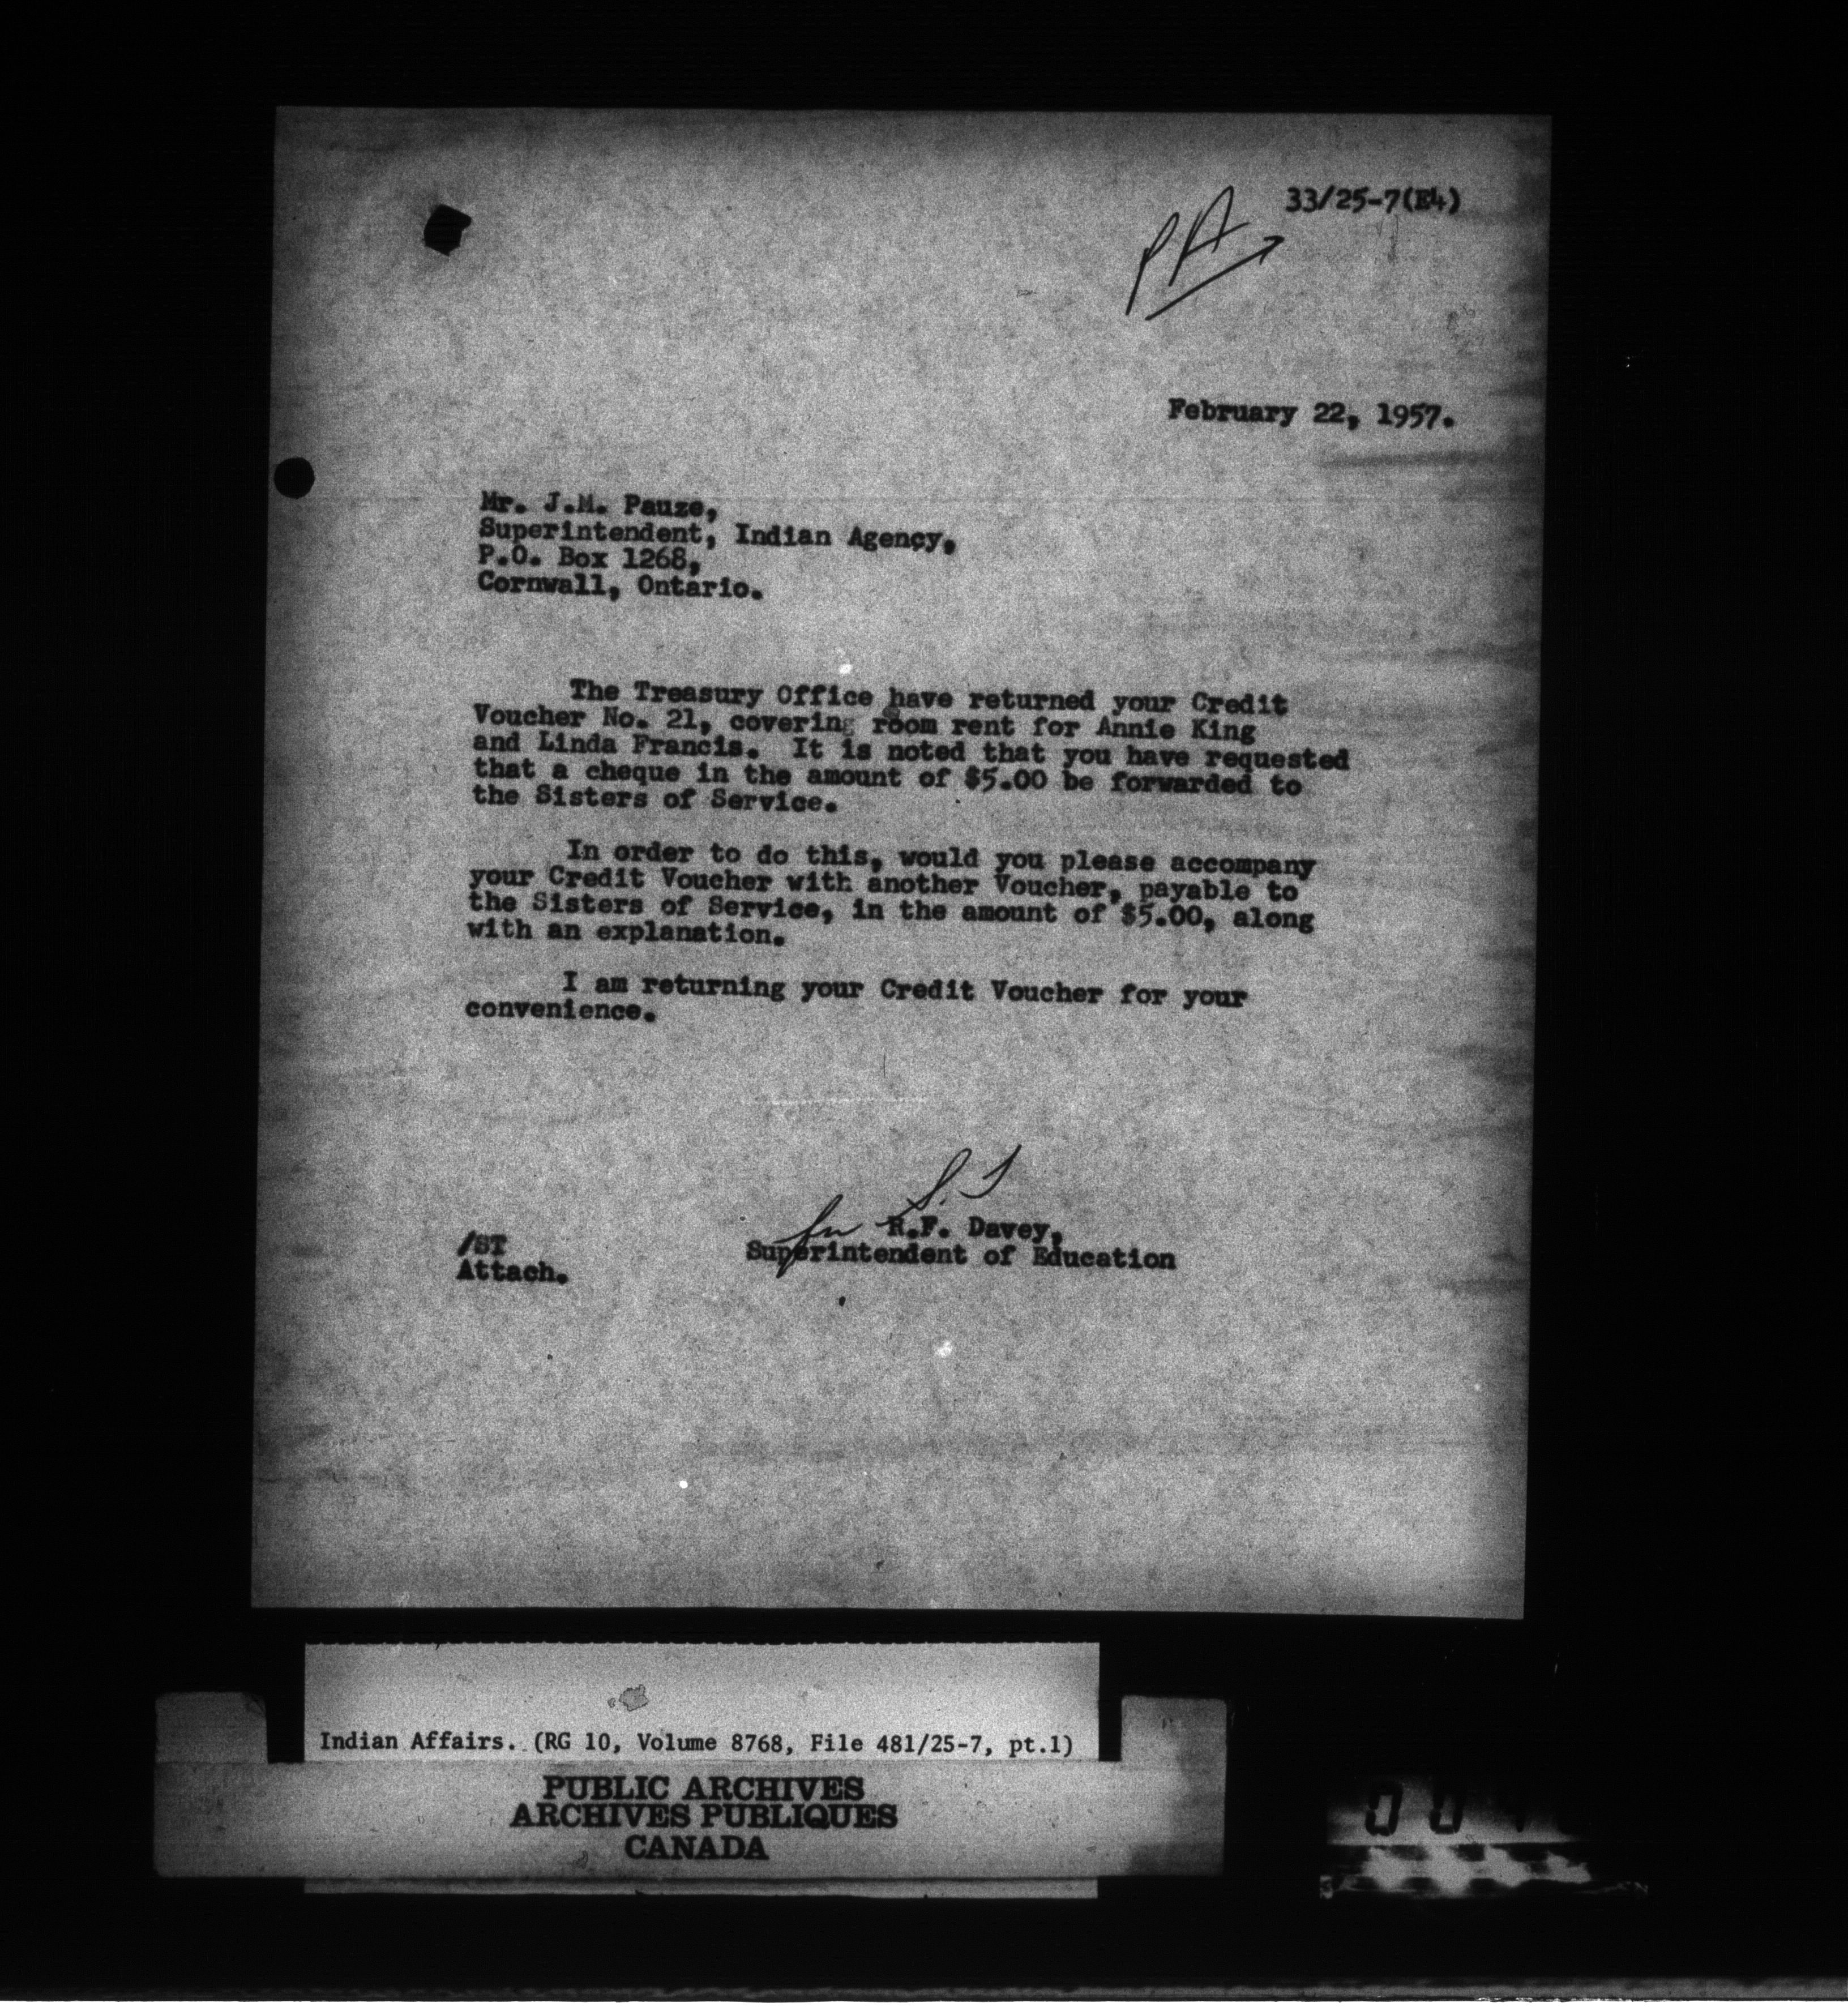 33/25-7(E4)
PA
February 22, 1957.
Mr. J.M. Pauze,
Superintendent, Indian Agency,
P.O. Box 1268,
Cornwall, Ontario.
The Treasury Office have returned your Credit
Voucher No. 21, covering room rent for Annie King
and Linda Francis. It is noted that you have requested
that a cheque in the amount of $5.00 be forwarded to
the Sisters of Service.
In order to do this, would you please accompany
your Credit Voucher with another Voucher, payable to
the Sisters of Service, in the amount of $5.00, along
with an explanation.
I am returning your Credit Voucher for your
convenience.
S. T
for R.F. Davey,
Superintendent of Education
/ST
Attach.
Indian Affairs. (RG 10, Volume 8768, File 481/25-7, pt.1)
PUBLIC ARCHIVES
ARCHIVES PUBLIQUES
CANADA